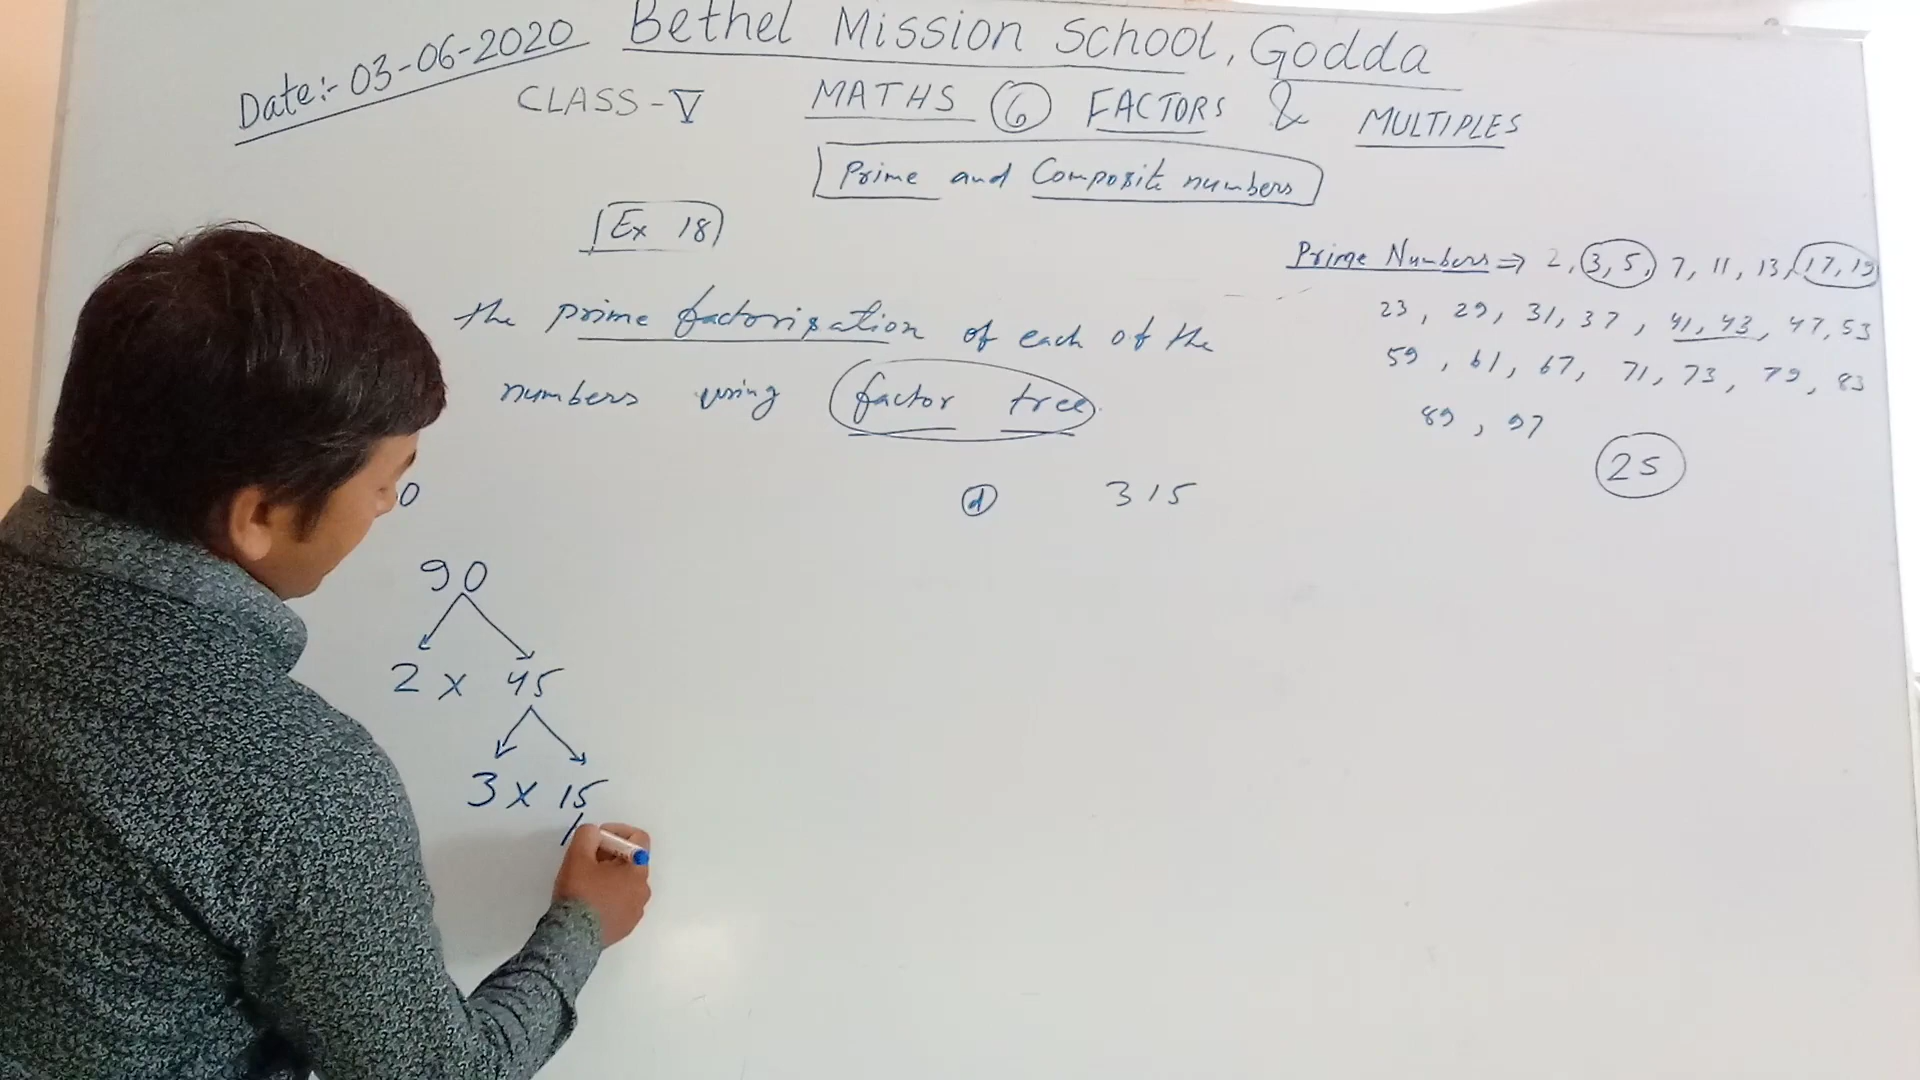 Date:- 03-06-2020 Bethel Mission School, Godda
CLASS-V MATHS 6 FACTORS & MULTIPLES
Prime and Composite numbers
Ex 18
Prime Numbers ⇒ 2, 3, 5, 7, 11, 13, 17, 19
23, 29, 31, 37, 41, 43, 47, 53
59, 61, 67, 71, 73, 79, 83
89, 97
25
the prime factorization of each of the
numbers using factor tree.
0 d 315
90
2 x 45
3 x 15